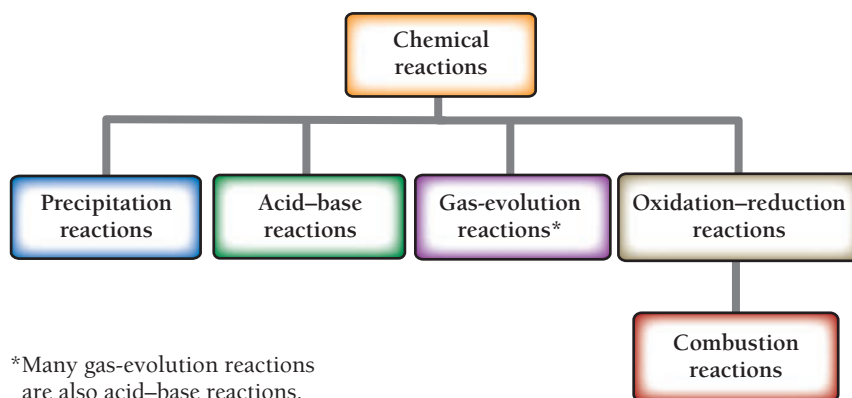 Chemical
reactions
Precipitation
reactions
Acid–base
reactions
Gas-evolution
reactions*
Oxidation–reduction
reactions
Combustion
reactions
*Many gas-evolution reactions
are also acid–base reactions.